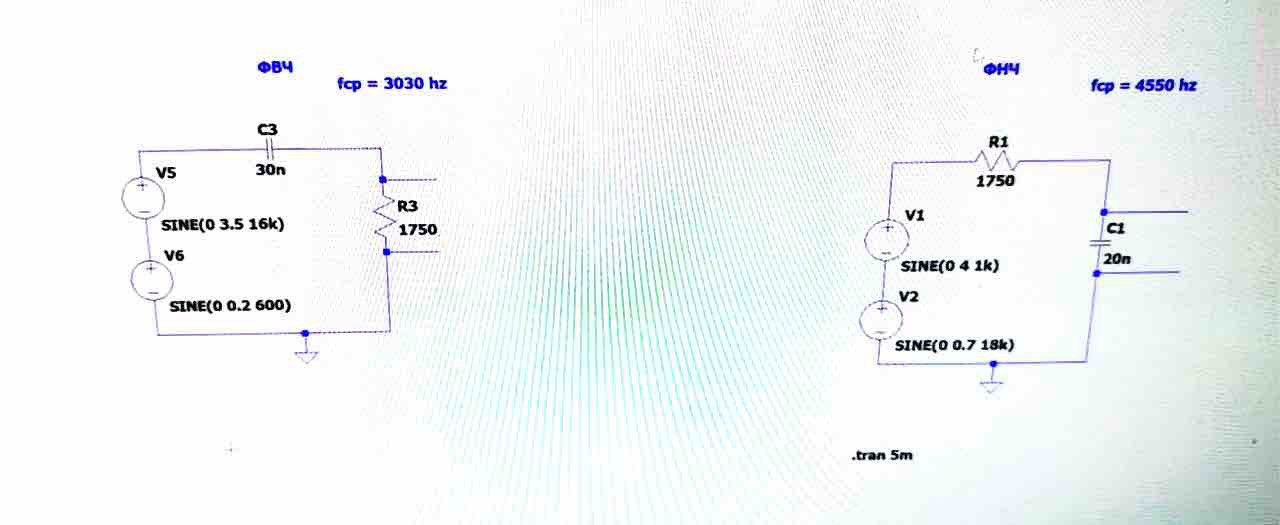 ФВЧ
fcp = 3030 hz
C3
30n
V5
SINE(0 3.5 16k)
R3
1750
V6
SINE(0 0.2 600)
ФНЧ
fcp = 4550 hz
R1
1750
V1
SINE(0 4 1k)
C1
20n
V2
SINE(0 0.7 18k)
.tran 5m